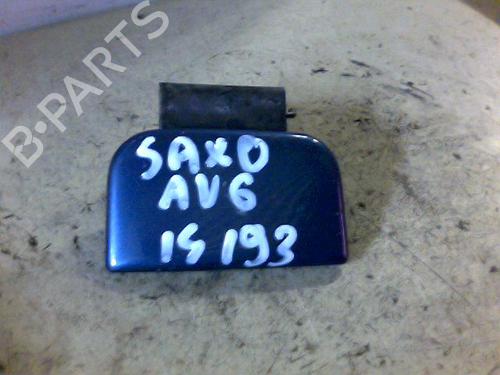 B-PARTS
SAXO
AVG
IS 193